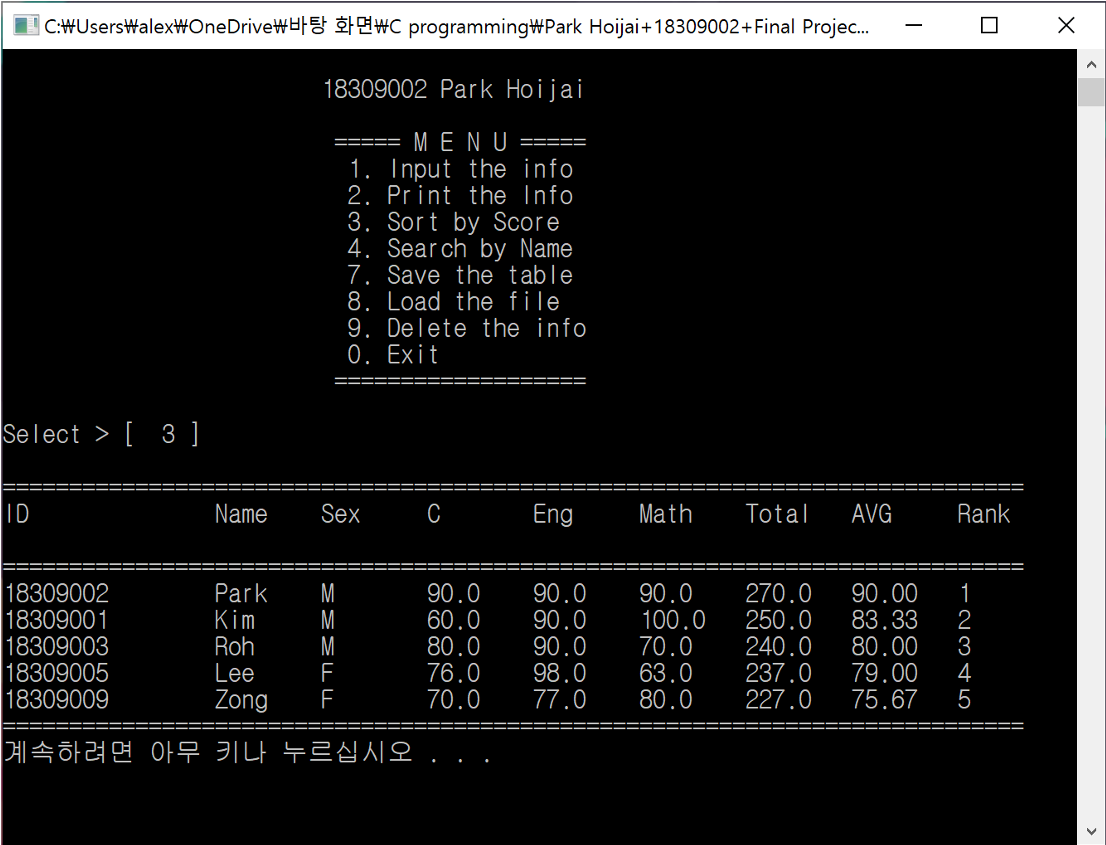 C:₩Users₩alex₩OneDrive₩바탕 화면₩C programming₩Park Hoijai+18309002+Final Projec...
18309002 Park Hoijai
===== M E N U =====
1. Input the info
2. Print the Info
3. Sort by Score
4. Search by Name
7. Save the table
8. Load the file
9. Delete the info
0. Exit
===================
Select > [  3 ]
=============================================================================
ID Name Sex C Eng Math Total AVG Rank
=============================================================================
18309002 Park M 90.0 90.0 90.0 270.0 90.00 1
18309001 Kim M 60.0 90.0 100.0 250.0 83.33 2
18309003 Roh M 80.0 90.0 70.0 240.0 80.00 3
18309005 Lee F 76.0 98.0 63.0 237.0 79.00 4
18309009 Zong F 70.0 77.0 80.0 227.0 75.67 5
=============================================================================
계속하려면 아무 키나 누르십시오 . . .